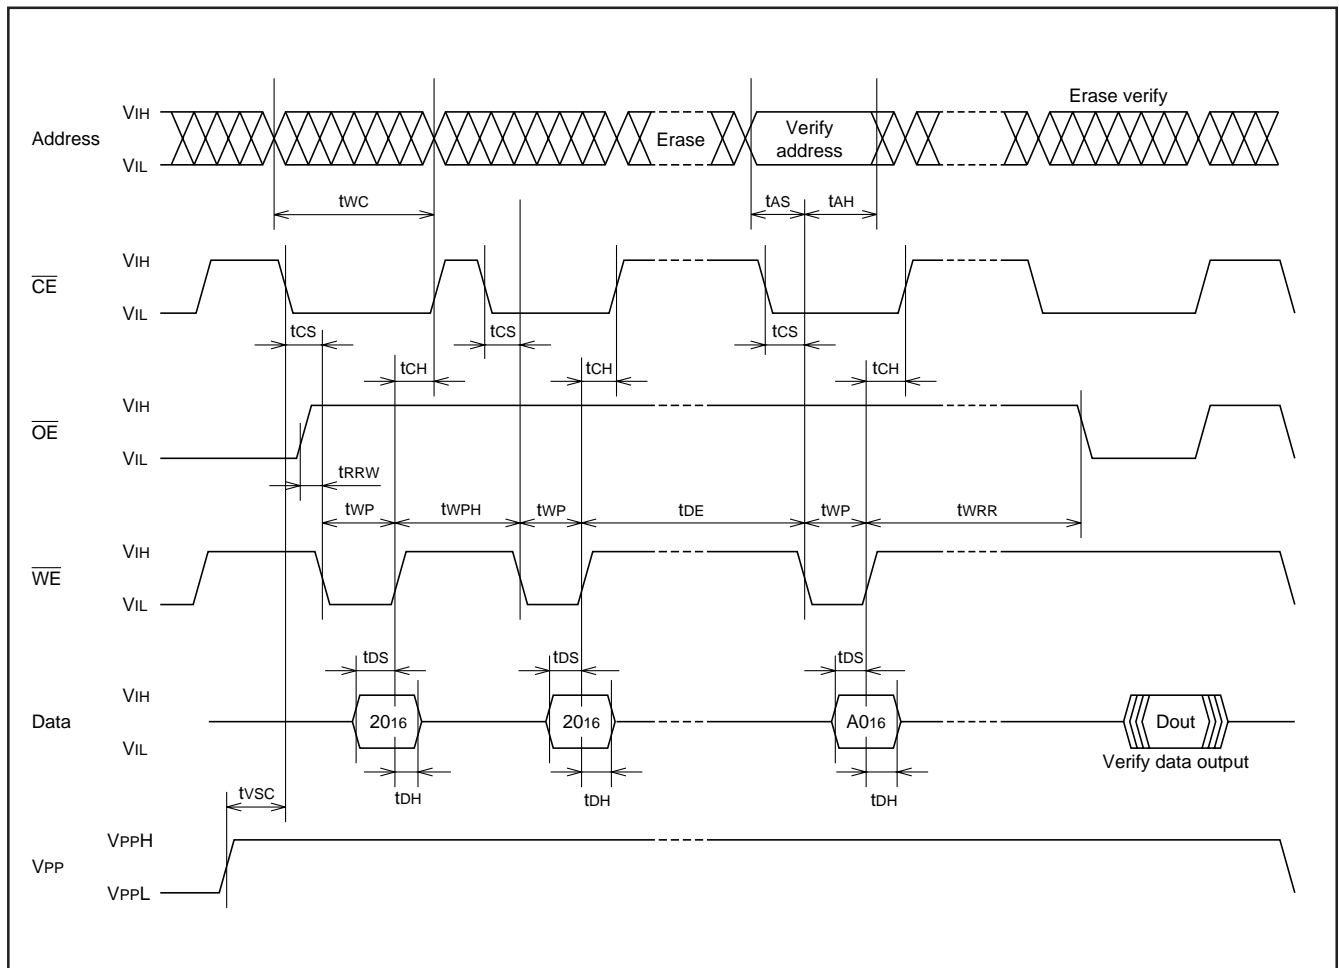 Erase verify
VIH
Address
Erase
Verify
address
VIL
tWC
tAS
tAH
VIH
CE
VIL
tCS
tCS
tCS
tCH
tCH
tCH
VIH
OE
VIL
tRRW
tWP
tWPH
tWP
tDE
tWP
tWRR
VIH
WE
VIL
tDS
tDS
tDS
VIH
Data
2016
2016
A016
Dout
VIL
Verify data output
tDH
tDH
tDH
tVSC
VPPH
VPP
VPPL